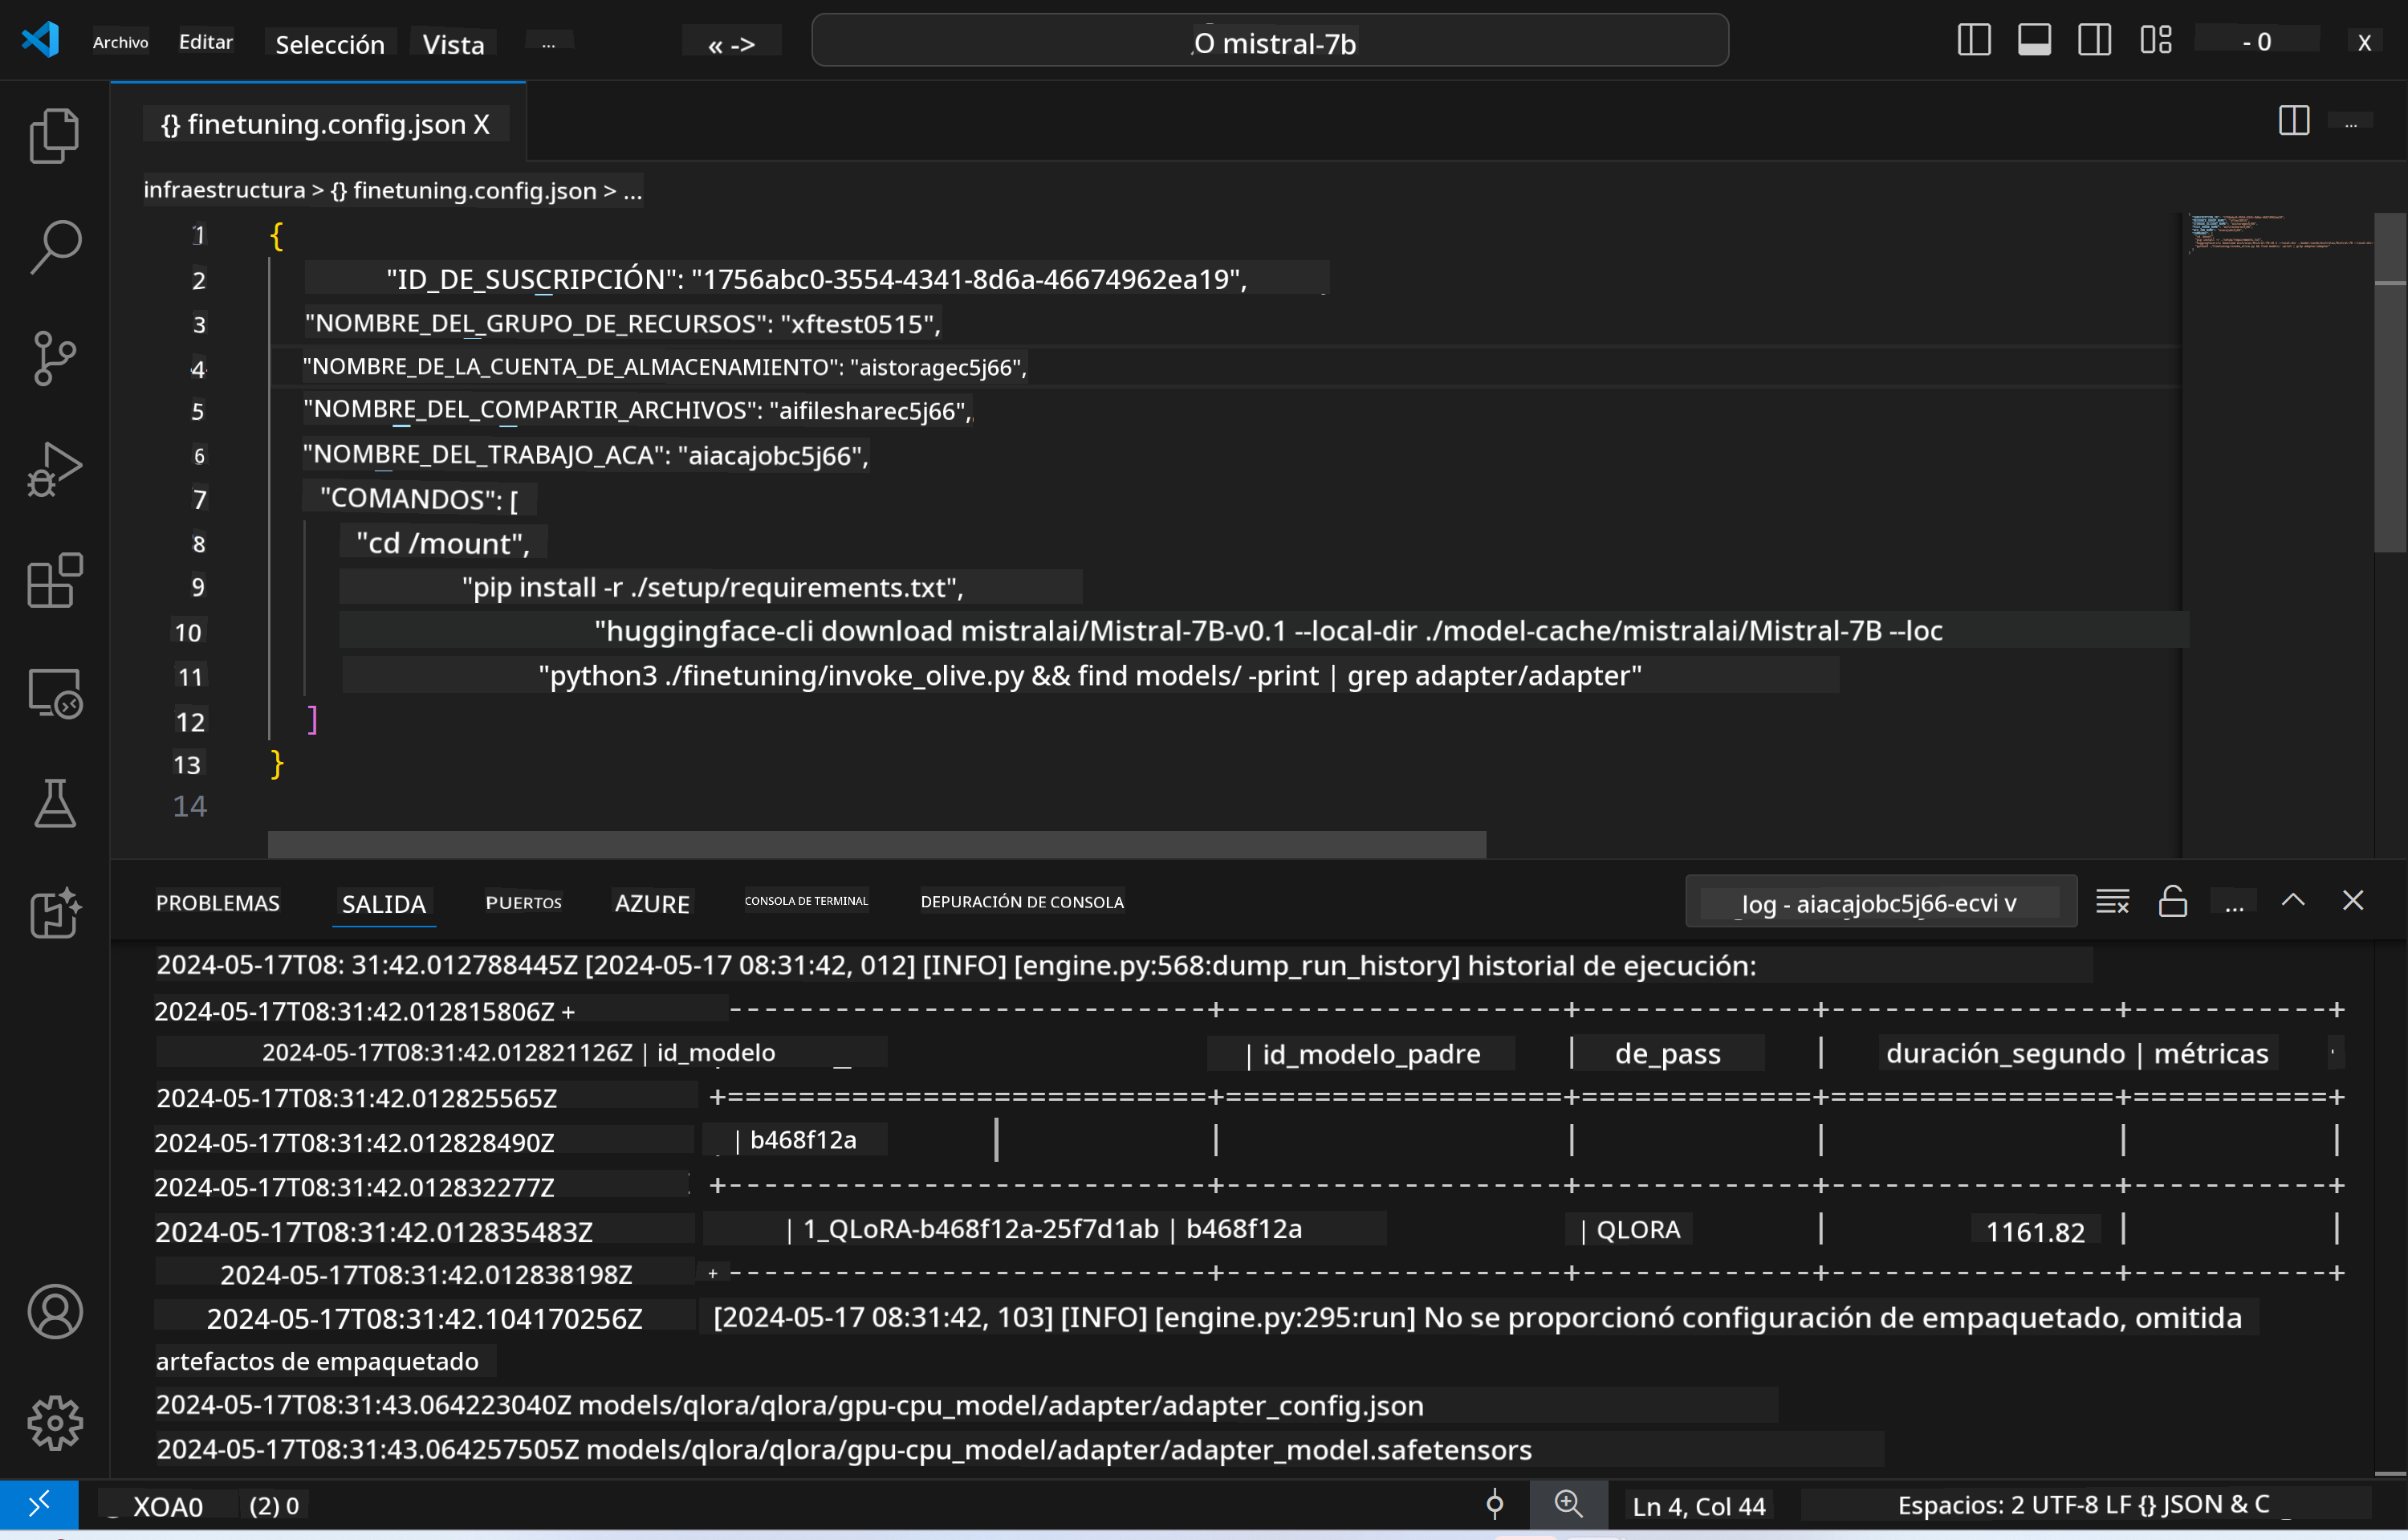 Archivo Editar Selección Vista ... « -> O mistral-7b - 0 X
{} finetuning.config.json X ...
infraestructura > {} finetuning.config.json > ...
1 {
2 "ID_DE_SUSCRIPCIÓN": "1756abc0-3554-4341-8d6a-46674962ea19",
3 "NOMBRE_DEL_GRUPO_DE_RECURSOS": "xftest0515",
4 "NOMBRE_DE_LA_CUENTA_DE_ALMACENAMIENTO": "aistoragec5j66",
5 "NOMBRE_DEL_COMPARTIR_ARCHIVOS": "aifilesharec5j66",
6 "NOMBRE_DEL_TRABAJO_ACA": "aiacajobc5j66",
7 "COMANDOS": [
8 "cd /mount",
9 "pip install -r ./setup/requirements.txt",
10 "huggingface-cli download mistralai/Mistral-7B-v0.1 --local-dir ./model-cache/mistralai/Mistral-7B --loc
11 "python3 ./finetuning/invoke_olive.py && find models/ -print | grep adapter/adapter"
12 ]
13 }
14
PROBLEMAS SALIDA PUERTOS AZURE CONSOLA DE TERMINAL DEPURACIÓN DE CONSOLA _log - aiacajobc5j66-ecvi v ...
2024-05-17T08: 31:42.012788445Z [2024-05-17 08:31:42, 012] [INFO] [engine.py:568:dump_run_history] historial de ejecución:
2024-05-17T08:31:42.012815806Z + ---------------------------+-------------------+-------------+----------------+-----------+
2024-05-17T08:31:42.012821126Z | id_modelo | id_modelo_padre | de_pass | duración_segundo | métricas
2024-05-17T08:31:42.012825565Z +===========================+===================+=============+================+===========+
2024-05-17T08:31:42.012828490Z | b468f12a | | | | | |
2024-05-17T08:31:42.012832277Z +---------------------------+-------------------+-------------+----------------+-----------+
2024-05-17T08:31:42.012835483Z | 1_QLoRA-b468f12a-25f7d1ab | b468f12a | QLORA | 1161.82 | |
2024-05-17T08:31:42.012838198Z +---------------------------+-------------------+-------------+----------------+-----------+
2024-05-17T08:31:42.104170256Z [2024-05-17 08:31:42, 103] [INFO] [engine.py:295:run] No se proporcionó configuración de empaquetado, omitida
artefactos de empaquetado
2024-05-17T08:31:43.064223040Z models/qlora/qlora/gpu-cpu_model/adapter/adapter_config.json
2024-05-17T08:31:43.064257505Z models/qlora/qlora/gpu-cpu_model/adapter/adapter_model.safetensors
XOA0 (2) 0 Ln 4, Col 44 Espacios: 2 UTF-8 LF {} JSON & C